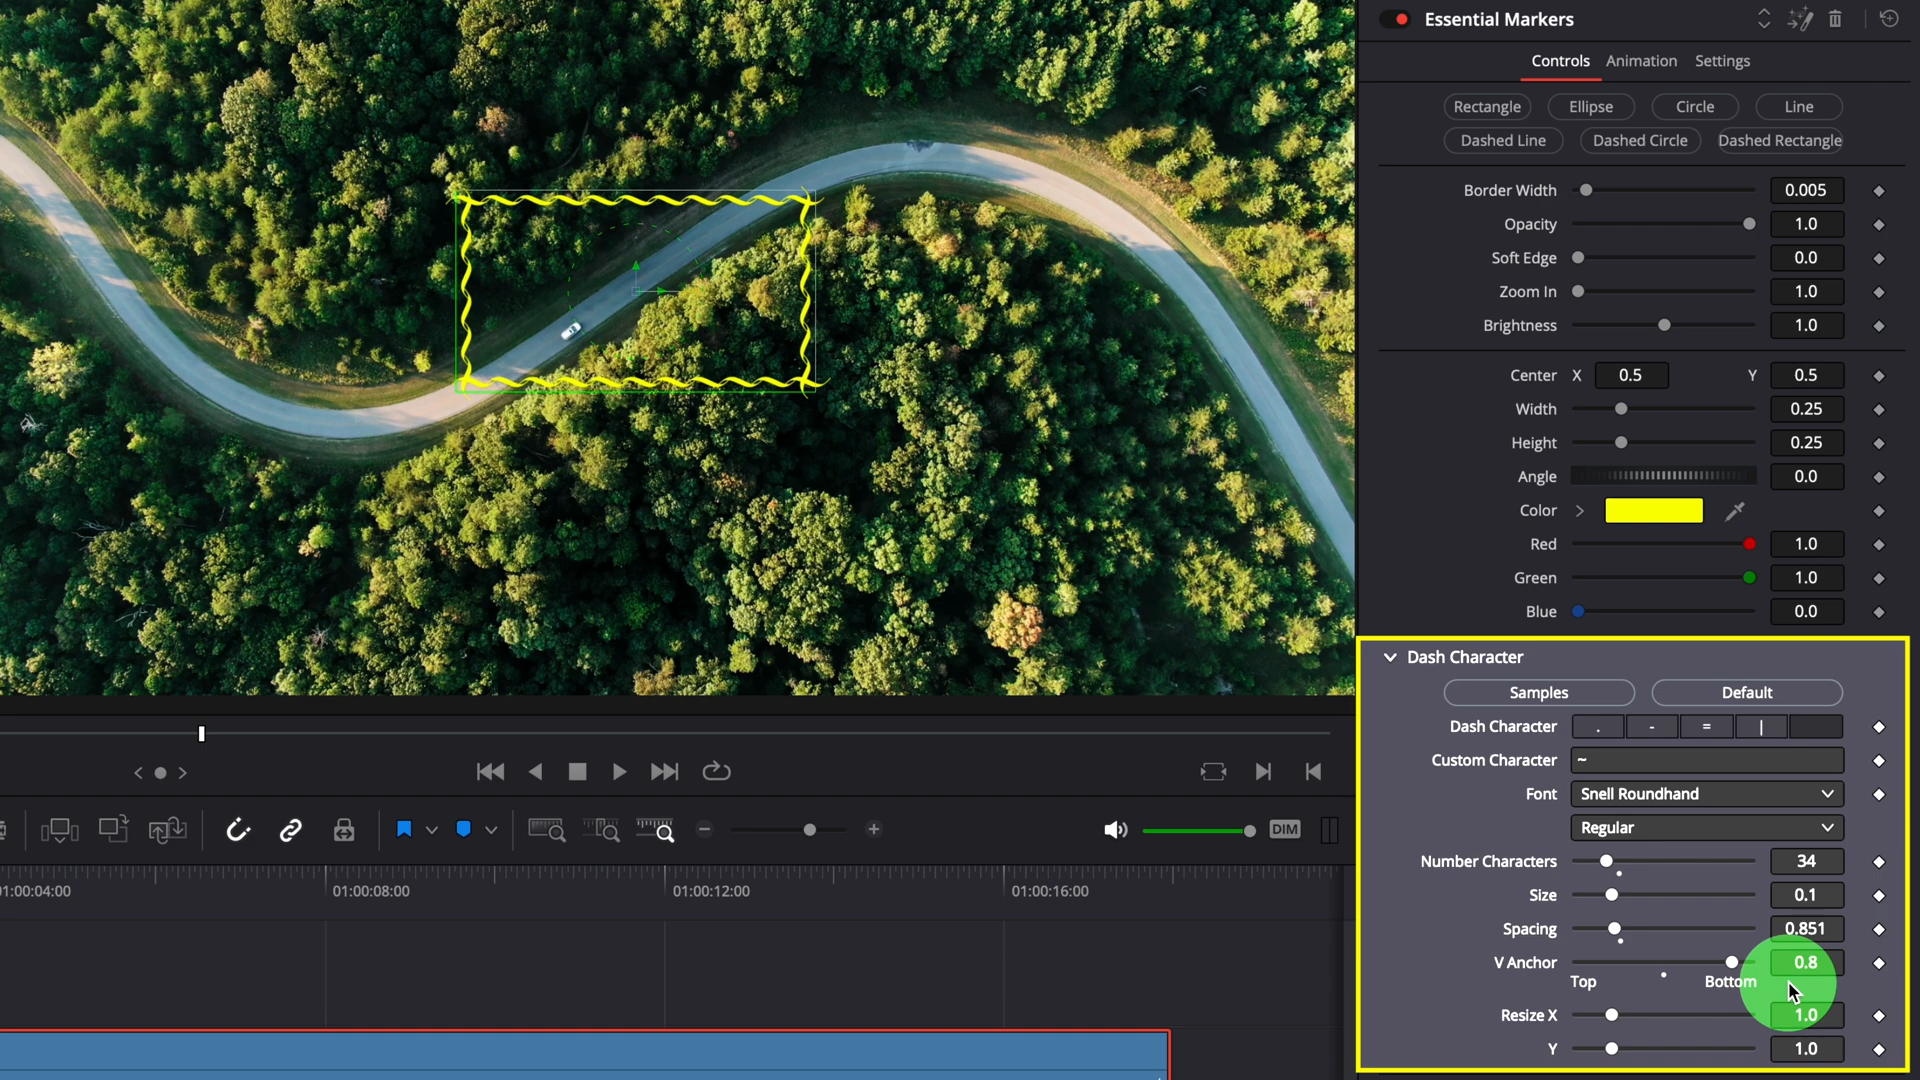 Essential Markers
Controls Animation Settings
Rectangle Ellipse Circle Line
Dashed Line Dashed Circle Dashed Rectangle
Border Width 0.005
Opacity 1.0
Soft Edge 0.0
Zoom In 1.0
Brightness 1.0
Center X 0.5 Y 0.5
Width 0.25
Height 0.25
Angle 0.0
Color
Red 1.0
Green 1.0
Blue 0.0
Dash Character
Samples Default
Dash Character . - = |
Custom Character ~
Font Snell Roundhand
Regular
Number Characters 34
Size 0.1
Spacing 0.851
V Anchor 0.8
Top Bottom
Resize X 1.0
Y 1.0
DIM
01:00:08:00 01:00:12:00 01:00:16:00